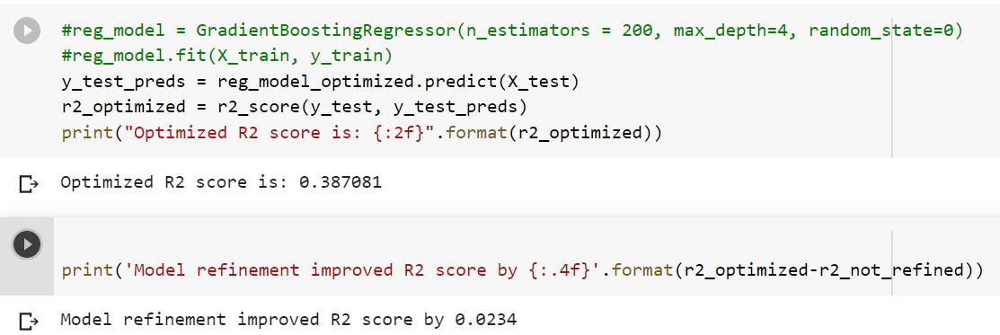 #reg_model = GradientBoostingRegressor(n_estimators = 200, max_depth=4, random_state=0)
#reg_model.fit(X_train, y_train)
y_test_preds = reg_model_optimized.predict(X_test)
r2_optimized = r2_score(y_test, y_test_preds)
print("Optimized R2 score is: {:2f}".format(r2_optimized))
Optimized R2 score is: 0.387081
print('Model refinement improved R2 score by {:.4f}'.format(r2_optimized-r2_not_refined))
Model refinement improved R2 score by 0.0234